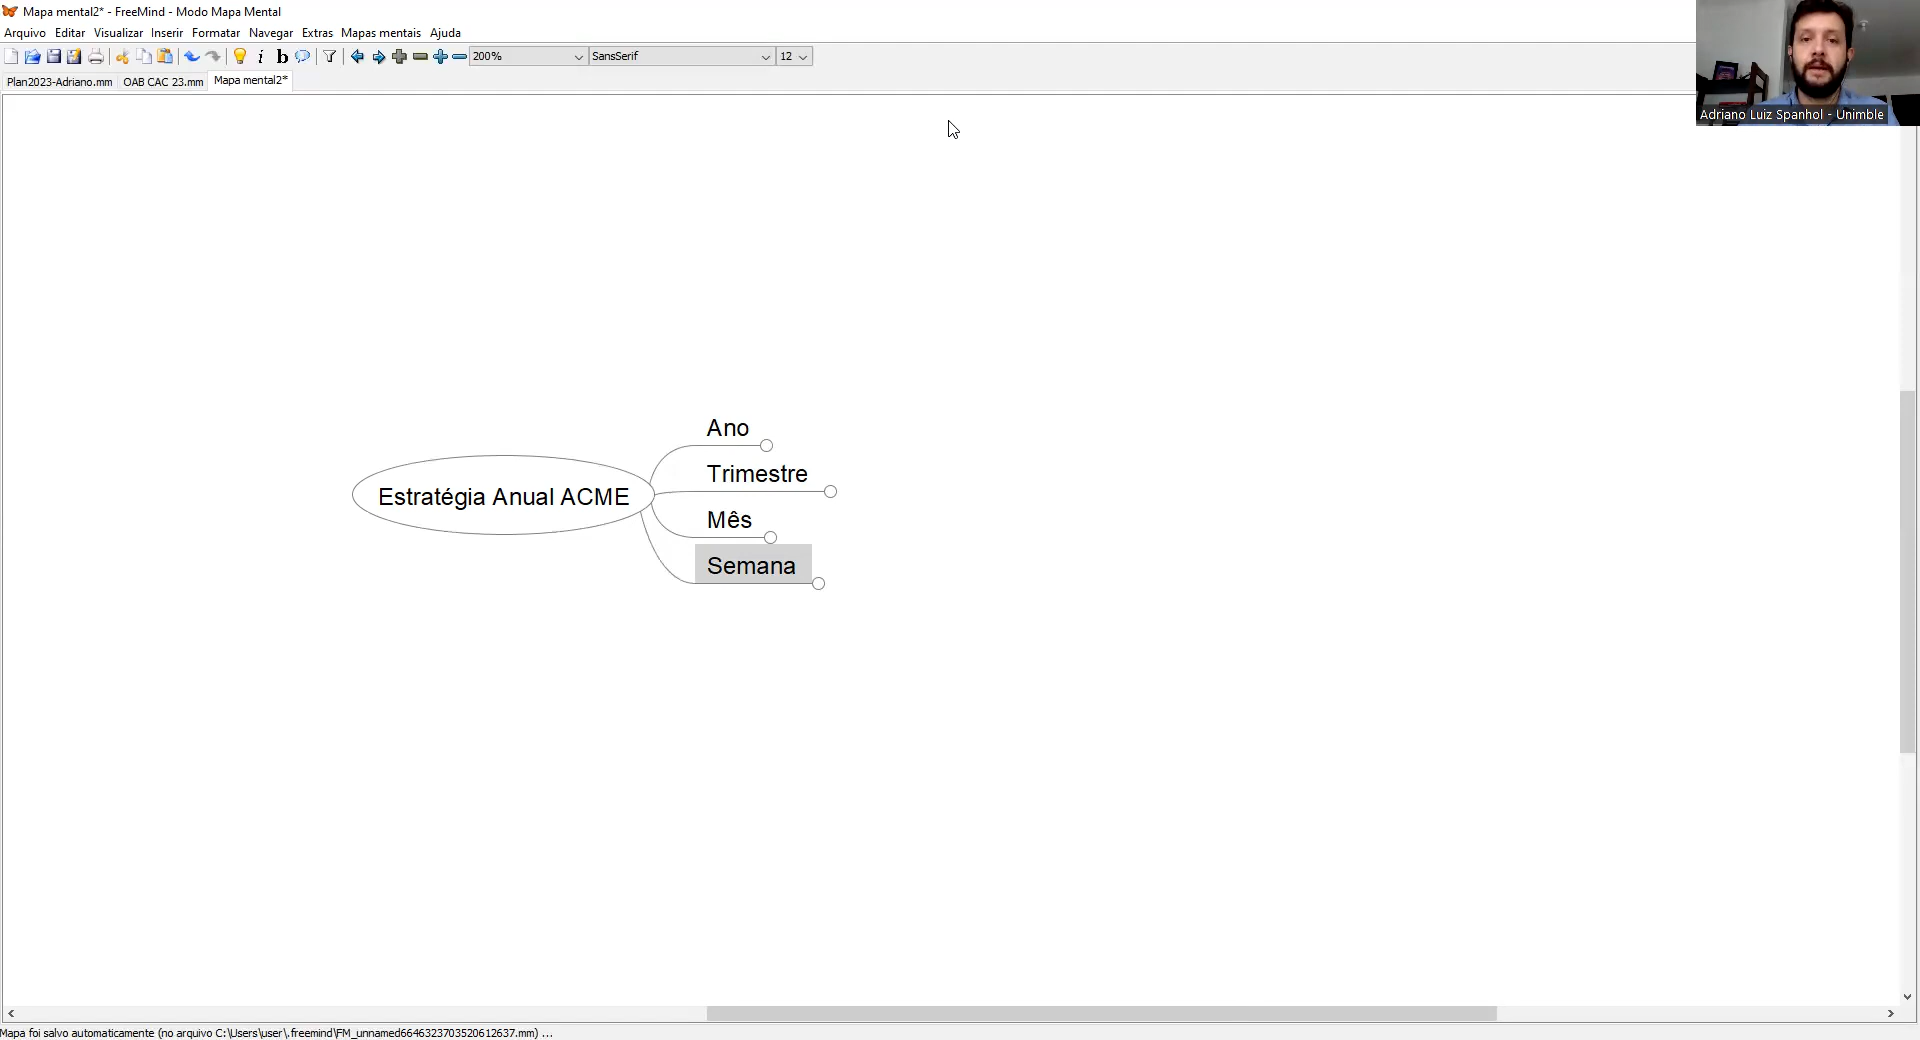 Mapa mental2* - FreeMind - Modo Mapa Mental
Arquivo Editar Visualizar Inserir Formatar Navegar Extras Mapas mentais Ajuda
200% SansSerif 12
Plan2023-Adriano.mm OAB CAC 23.mm Mapa mental2*
Adriano Luiz Spanhol - Unimble
Ano
Trimestre
Estratégia Anual ACME
Mês
Semana
Mapa foi salvo automaticamente (no arquivo C:\Users\user\.freemind\FM_unnamed6646323703520612637.mm) ...